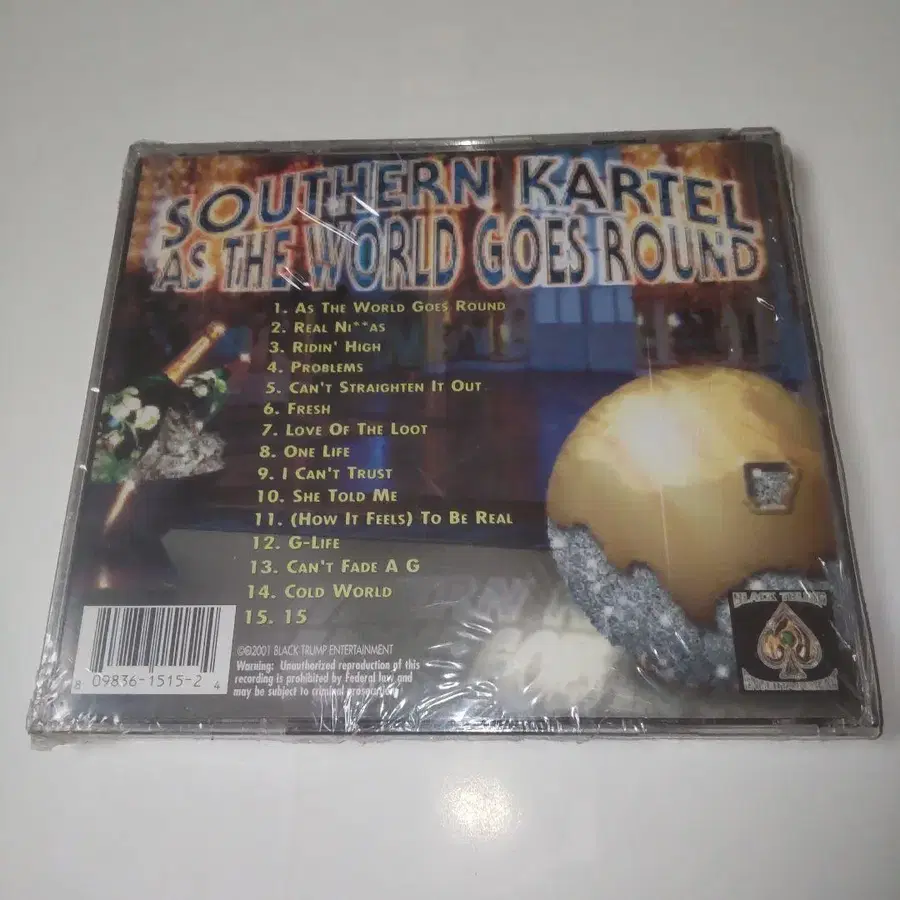 SOUTHERN KARTEL
AS THE WORLD GOES ROUND
1. AS THE WORLD GOES ROUND
2. REAL NI**AS
3. RIDIN' HIGH
4. PROBLEMS
5. CAN'T STRAIGHTEN IT OUT
6. FRESH
7. LOVE OF THE LOOT
8. ONE LIFE
9. I CAN'T TRUST
10. SHE TOLD ME
11. (HOW IT FEELS) TO BE REAL
12. G-LIFE
13. CAN'T FADE A G
14. COLD WORLD
15. 15
©℗2001 BLACK TRUMP ENTERTAINMENT
Warning: Unauthorized reproduction of this
recording is prohibited by Federal law and
may be subject to criminal prosecution.
8 09836-1515-2 4
BLACK TRUMP
ENTERTAINMENT